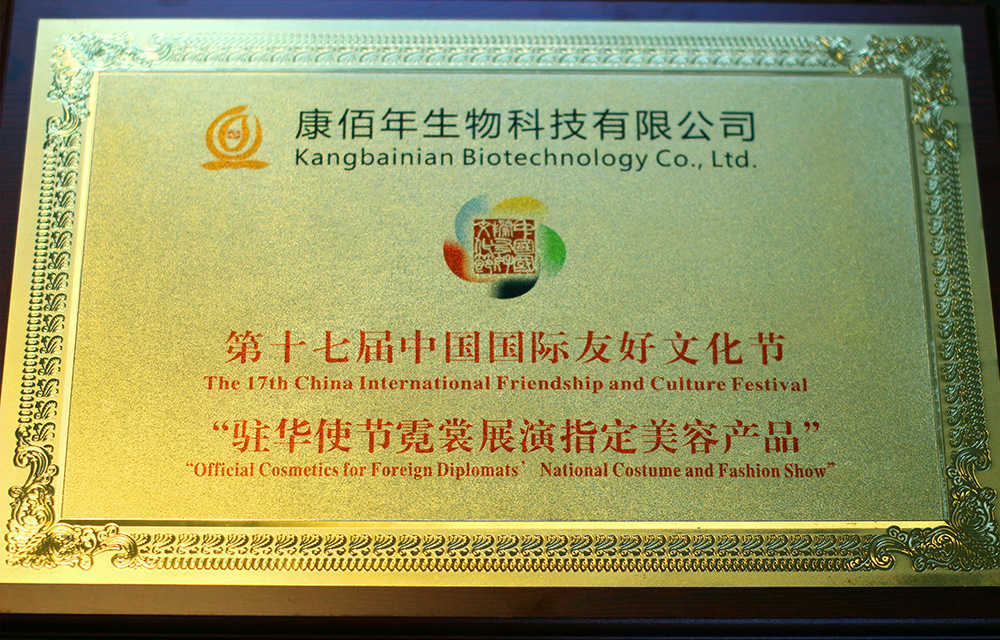 康佰年生物科技有限公司
Kangbainian Biotechnology Co., Ltd.
第十七届中国国际友好文化节
The 17th China International Friendship and Culture Festival
“驻华使节霓裳展演指定美容产品”
“Official Cosmetics for Foreign Diplomats’ National Costume and Fashion Show”